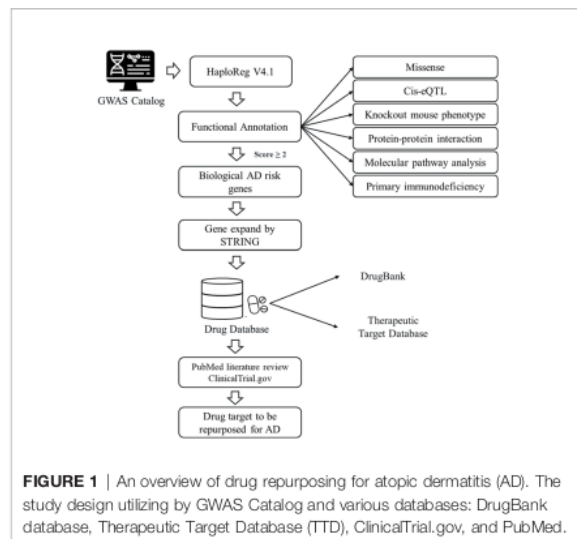 GWAS Catalog
HaploReg V4.1
Functional Annotation
Score ≥ 2
Biological AD risk
genes
Gene expand by
STRING
Drug Database
PubMed literature review
ClinicalTrial.gov
Drug target to be
repurposed for AD
Missense
Cis-eQTL
Knockout mouse phenotype
Protein-protein interaction
Molecular pathway analysis
Primary immunodeficiency
DrugBank
Therapeutic
Target Database
FIGURE 1 | An overview of drug repurposing for atopic dermatitis (AD). The
study design utilizing by GWAS Catalog and various databases: DrugBank
database, Therapeutic Target Database (TTD), ClinicalTrial.gov, and PubMed.